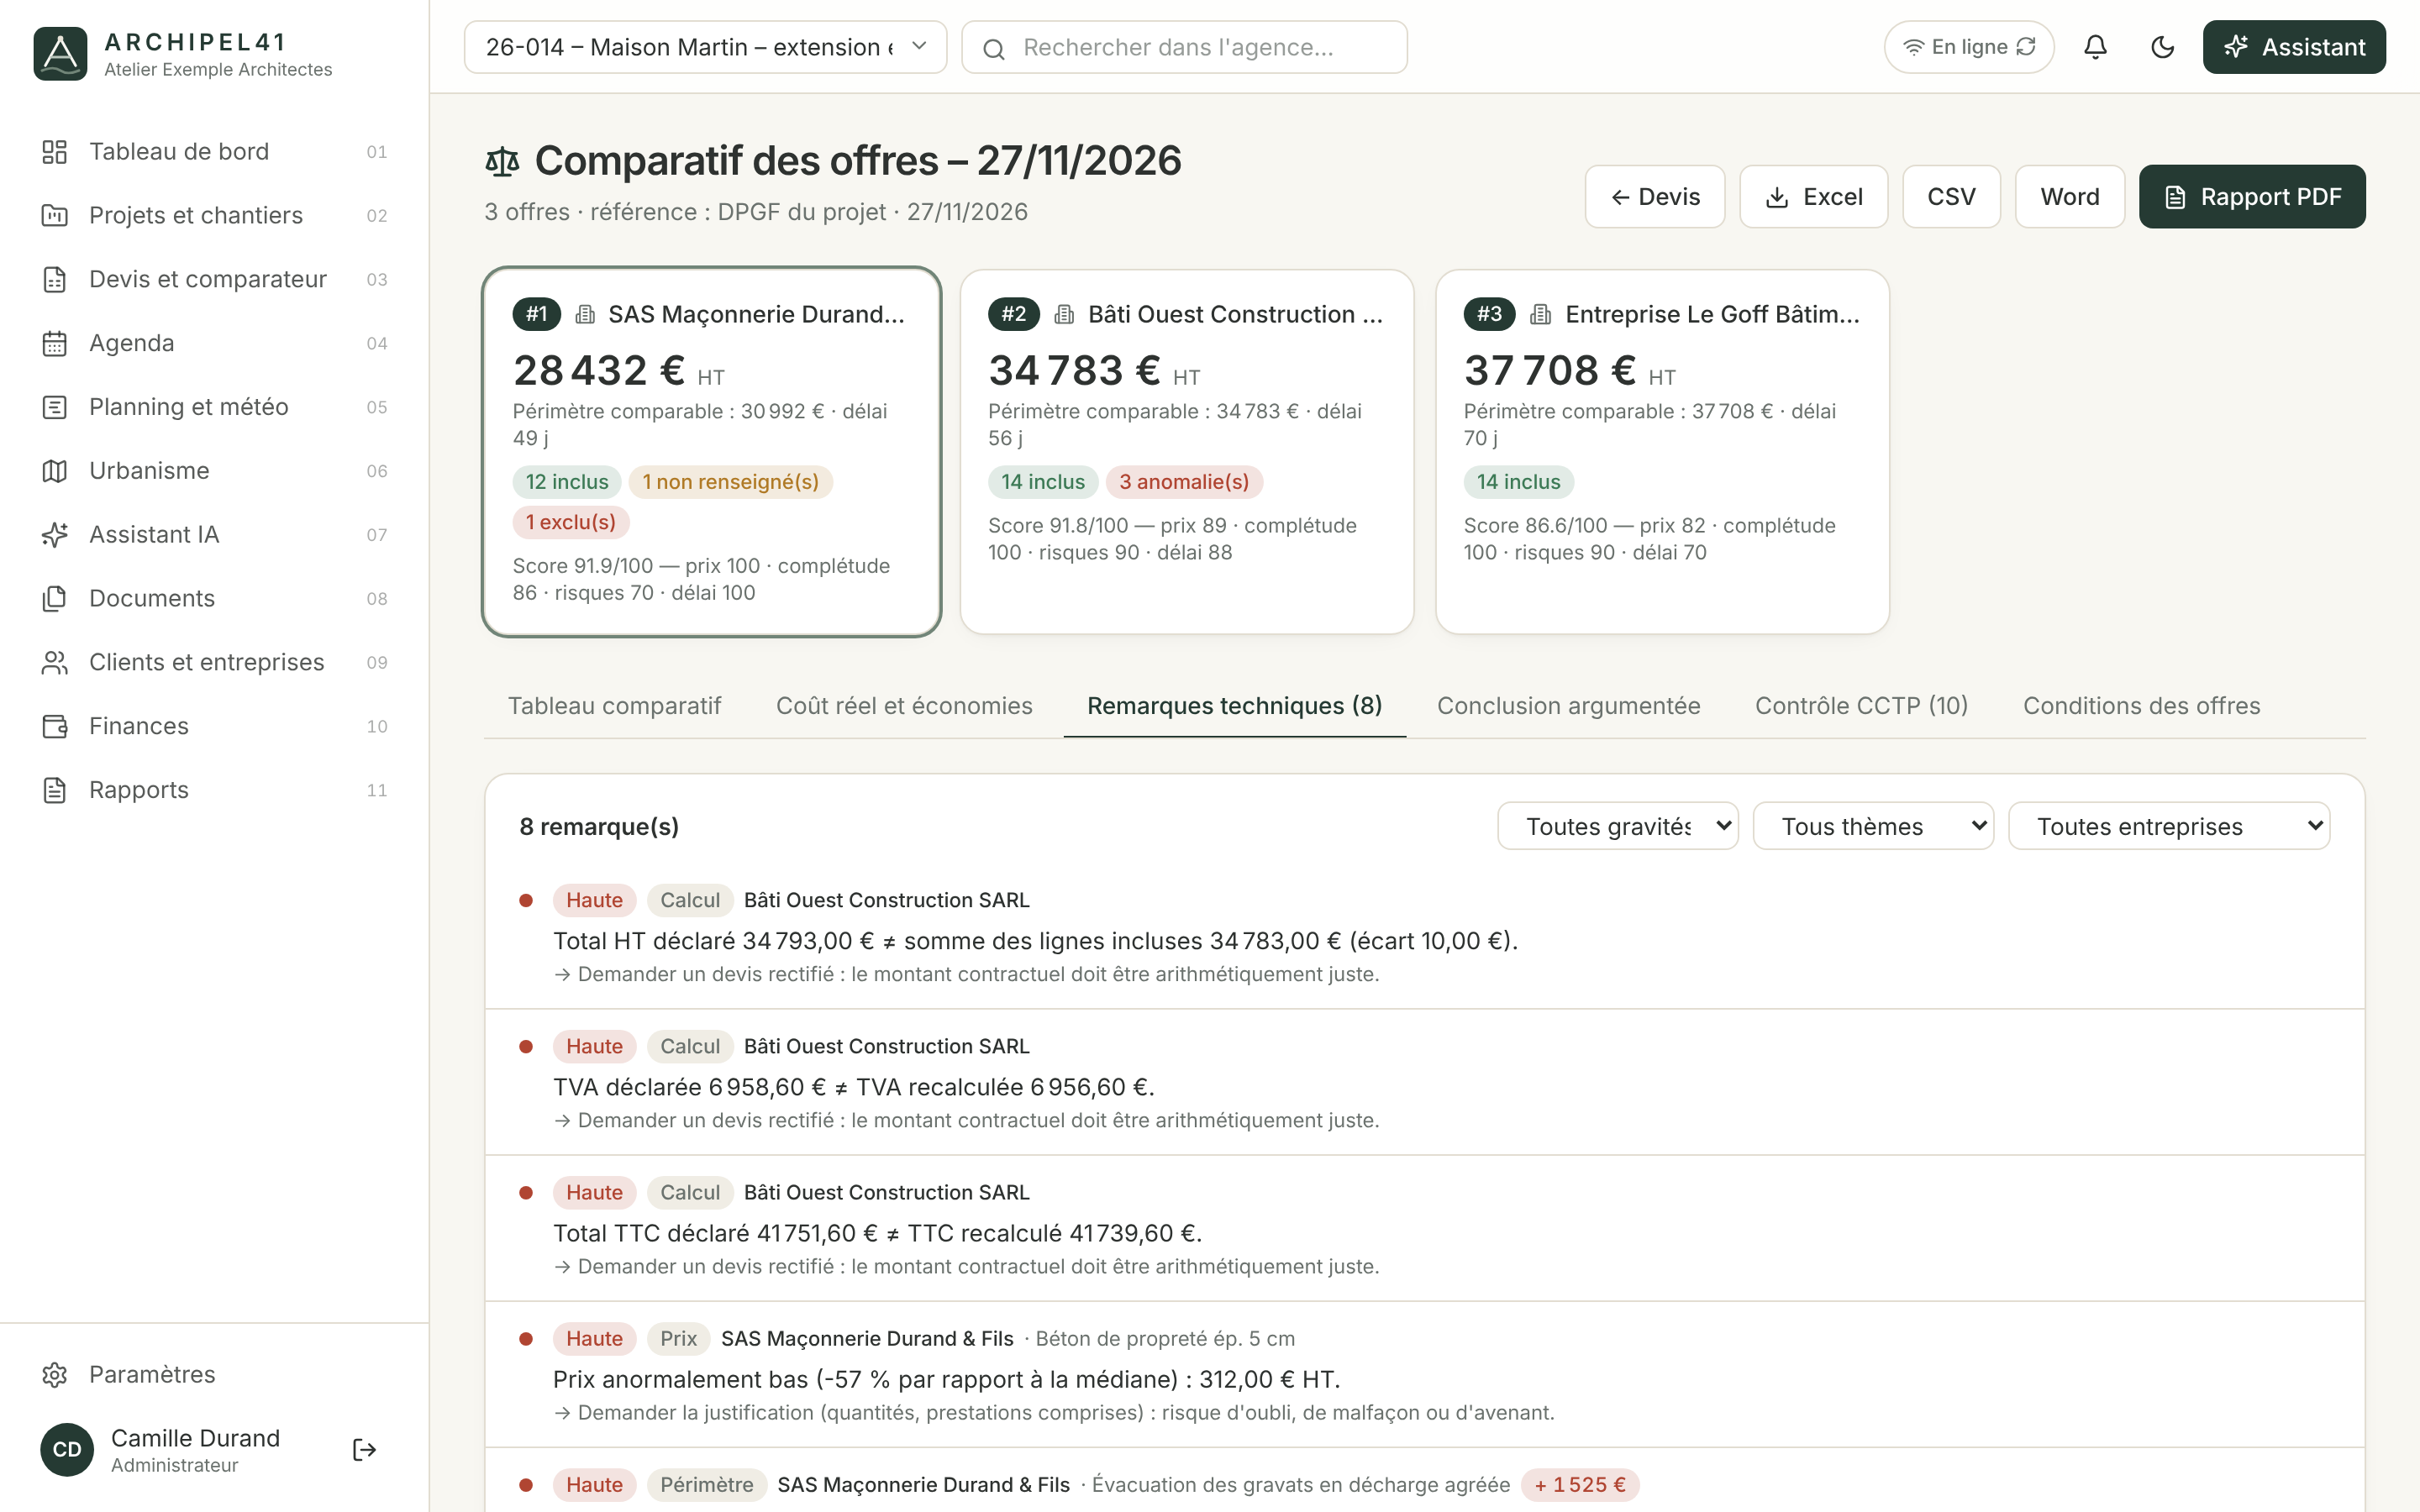 ARCHIPEL41
Atelier Exemple Architectes
Tableau de bord 01
Projets et chantiers 02
Devis et comparateur 03
Agenda 04
Planning et météo 05
Urbanisme 06
Assistant IA 07
Documents 08
Clients et entreprises 09
Finances 10
Rapports 11
Paramètres
CD
Camille Durand
Administrateur
26-014 – Maison Martin – extension e
Rechercher dans l'agence...
En ligne
Assistant
Comparatif des offres – 27/11/2026
3 offres · référence : DPGF du projet · 27/11/2026
← Devis
Excel
CSV
Word
Rapport PDF
#1 SAS Maçonnerie Durand...
28 432 € HT
Périmètre comparable : 30 992 € · délai
49 j
12 inclus 1 non renseigné(s)
1 exclu(s)
Score 91.9/100 — prix 100 · complétude
86 · risques 70 · délai 100
#2 Bâti Ouest Construction ...
34 783 € HT
Périmètre comparable : 34 783 € · délai
56 j
14 inclus 3 anomalie(s)
Score 91.8/100 — prix 89 · complétude
100 · risques 90 · délai 88
#3 Entreprise Le Goff Bâtim...
37 708 € HT
Périmètre comparable : 37 708 € · délai
70 j
14 inclus
Score 86.6/100 — prix 82 · complétude
100 · risques 90 · délai 70
Tableau comparatif Coût réel et économies Remarques techniques (8) Conclusion argumentée Contrôle CCTP (10) Conditions des offres
8 remarque(s) Toutes gravités Tous thèmes Toutes entreprises
Haute Calcul Bâti Ouest Construction SARL
Total HT déclaré 34 793,00 € ≠ somme des lignes incluses 34 783,00 € (écart 10,00 €).
→ Demander un devis rectifié : le montant contractuel doit être arithmétiquement juste.
Haute Calcul Bâti Ouest Construction SARL
TVA déclarée 6 958,60 € ≠ TVA recalculée 6 956,60 €.
→ Demander un devis rectifié : le montant contractuel doit être arithmétiquement juste.
Haute Calcul Bâti Ouest Construction SARL
Total TTC déclaré 41 751,60 € ≠ TTC recalculé 41 739,60 €.
→ Demander un devis rectifié : le montant contractuel doit être arithmétiquement juste.
Haute Prix SAS Maçonnerie Durand & Fils · Béton de propreté ép. 5 cm
Prix anormalement bas (-57 % par rapport à la médiane) : 312,00 € HT.
→ Demander la justification (quantités, prestations comprises) : risque d'oubli, de malfaçon ou d'avenant.
Haute Périmètre SAS Maçonnerie Durand & Fils · Évacuation des gravats en décharge agréée + 1 525 €